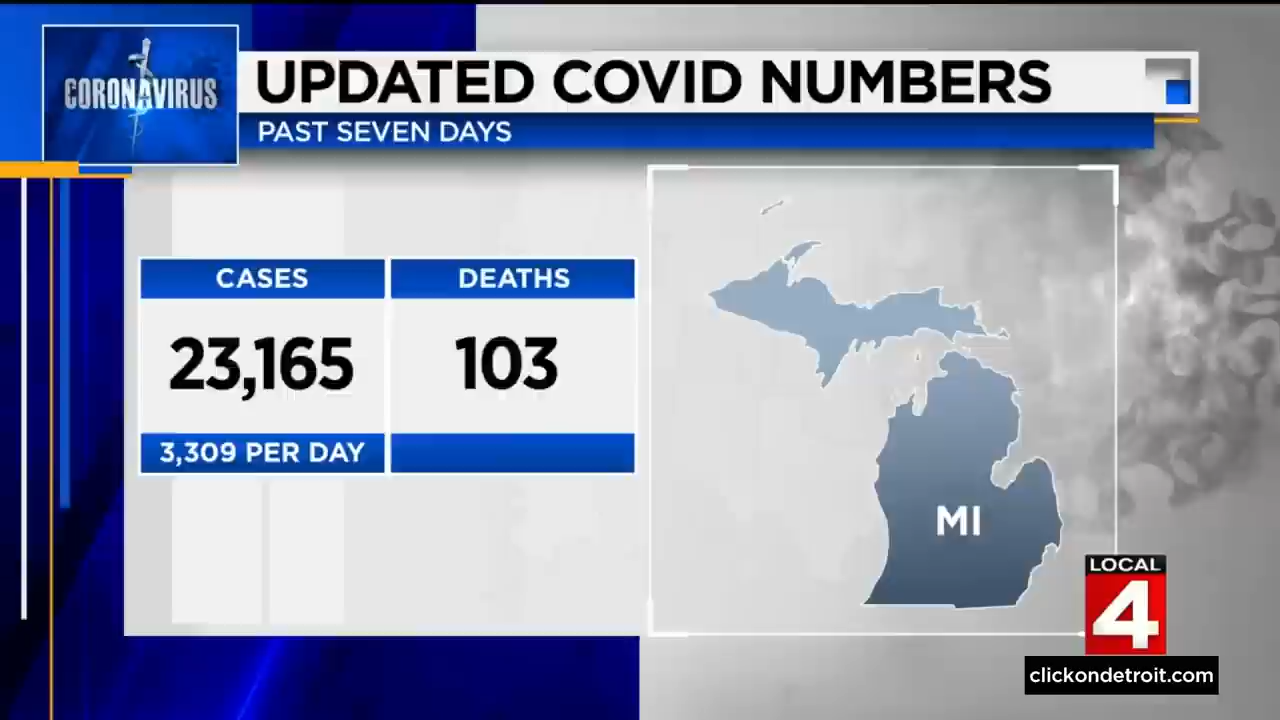 CORONAVIRUS
UPDATED COVID NUMBERS
PAST SEVEN DAYS
CASES
DEATHS
23,165
103
3,309 PER DAY
MI
LOCAL
4
clickondetroit.com